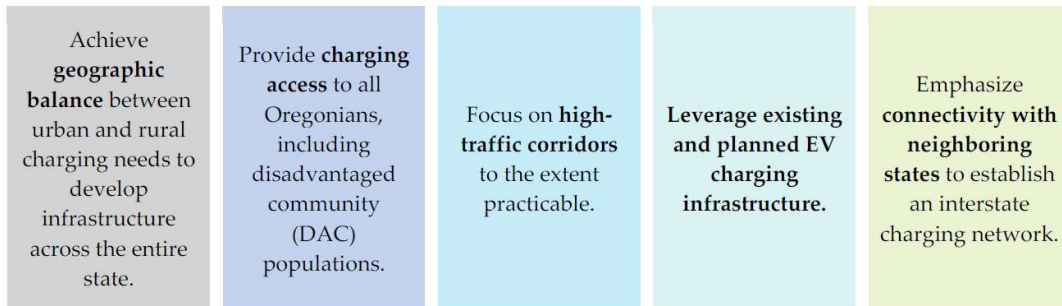 Achieve
geographic
balance between
urban and rural
charging needs to
develop
infrastructure
across the entire
state.
Provide charging
access to all
Oregonians,
including
disadvantaged
community
(DAC)
populations.
Focus on high-
traffic corridors
to the extent
practicable.
Leverage existing
and planned EV
charging
infrastructure.
Emphasize
connectivity with
neighboring
states to establish
an interstate
charging network.